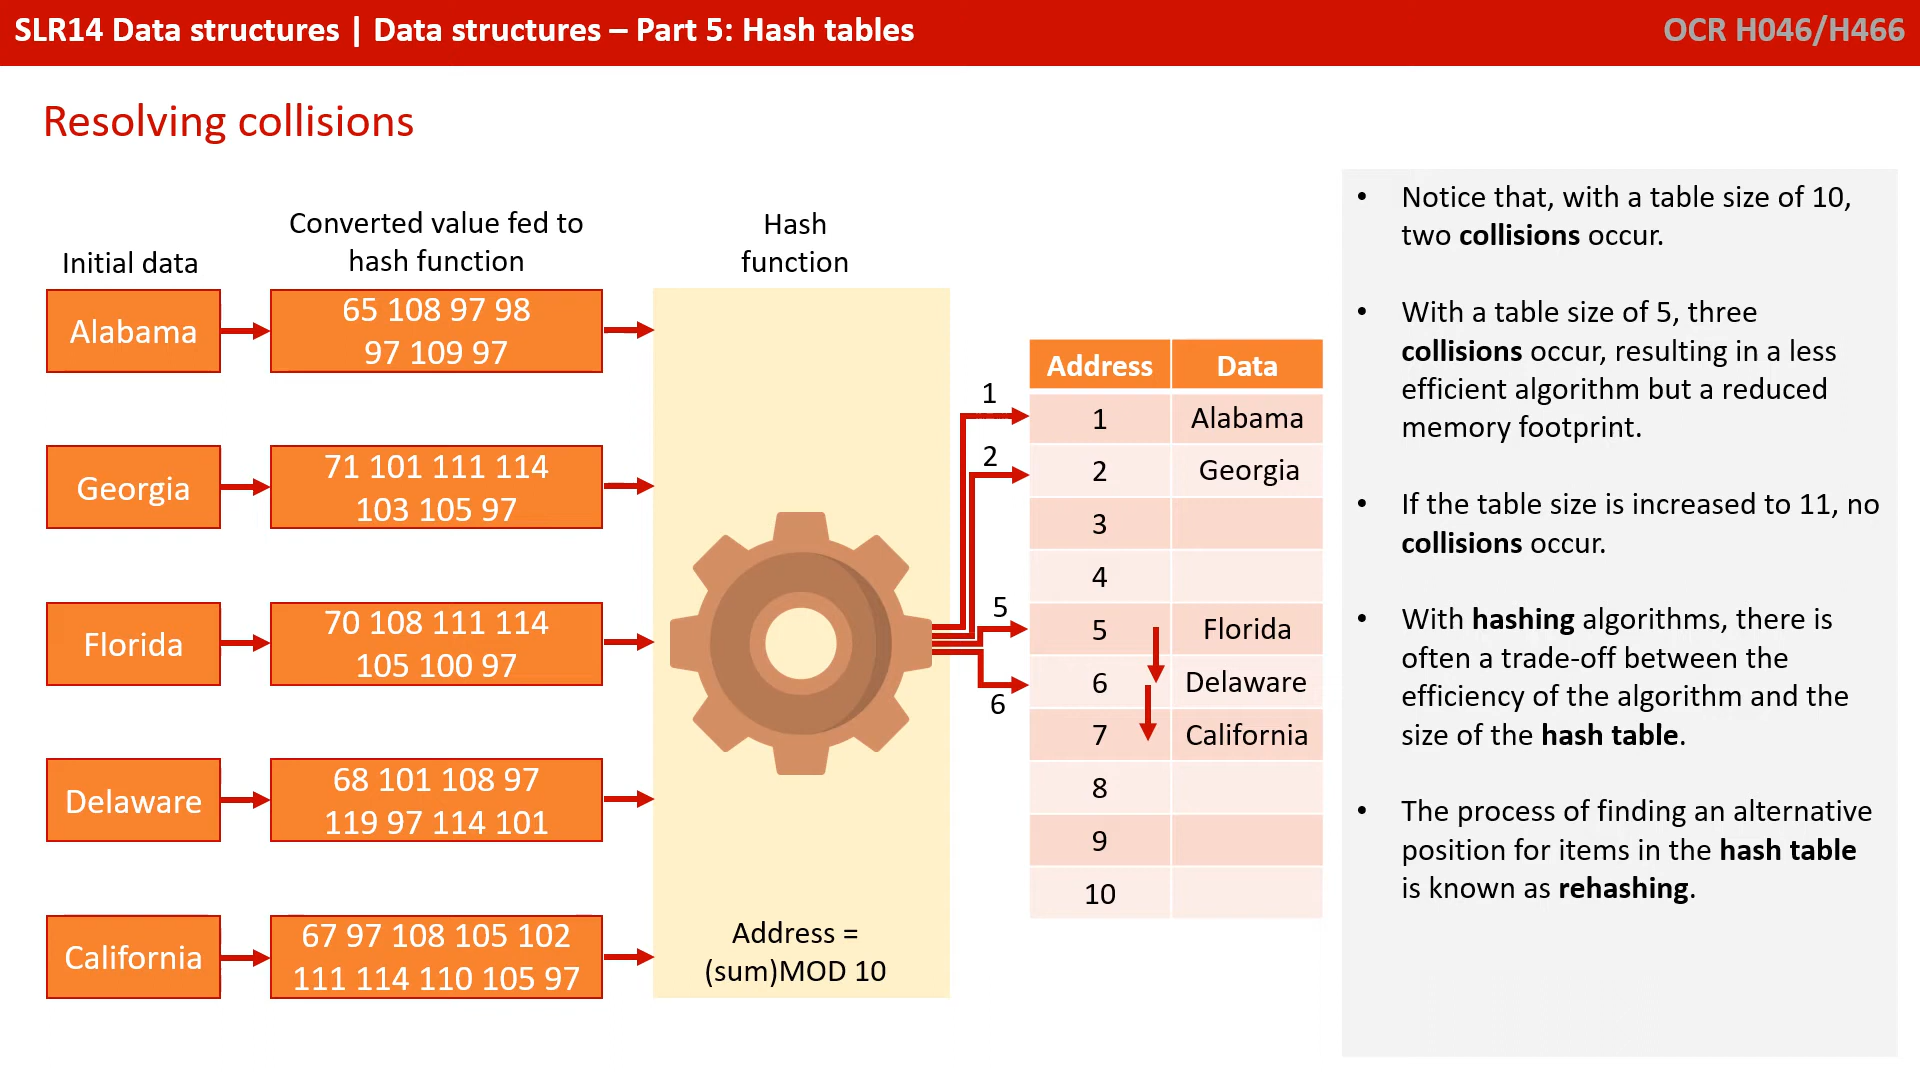 SLR14 Data structures | Data structures – Part 5: Hash tables
OCR H046/H466
Resolving collisions
Initial data
Converted value fed to
hash function
Hash
function
Alabama
65 108 97 98
97 109 97
Georgia
71 101 111 114
103 105 97
Florida
70 108 111 114
105 100 97
Delaware
68 101 108 97
119 97 114 101
California
67 97 108 105 102
111 114 110 105 97
Address =
(sum)MOD 10
1
2
5
6
Address Data
1 Alabama
2 Georgia
3
4
5 Florida
6 Delaware
7 California
8
9
10
• Notice that, with a table size of 10,
two collisions occur.
• With a table size of 5, three
collisions occur, resulting in a less
efficient algorithm but a reduced
memory footprint.
• If the table size is increased to 11, no
collisions occur.
• With hashing algorithms, there is
often a trade-off between the
efficiency of the algorithm and the
size of the hash table.
• The process of finding an alternative
position for items in the hash table
is known as rehashing.